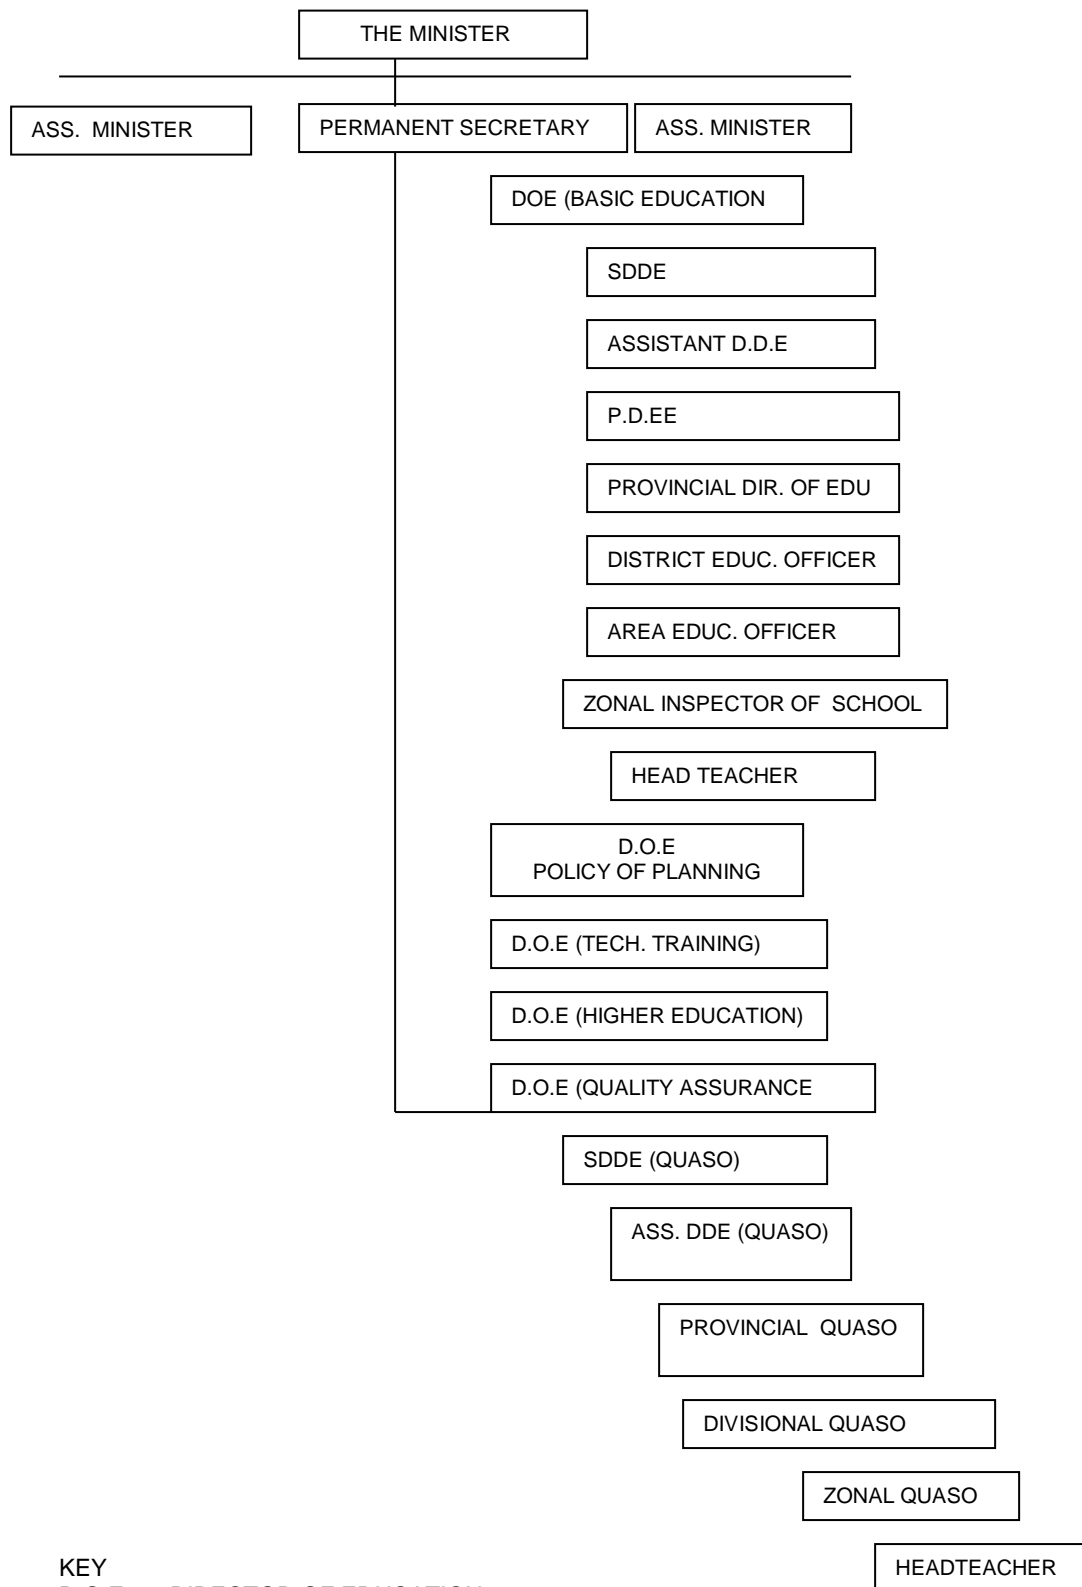 THE MINISTER
ASS. MINISTER
PERMANENT SECRETARY
ASS. MINISTER
DOE (BASIC EDUCATION
SDDE
ASSISTANT D.D.E
P.D.EE
PROVINCIAL DIR. OF EDU
DISTRICT EDUC. OFFICER
AREA EDUC. OFFICER
ZONAL INSPECTOR OF SCHOOL
HEAD TEACHER
D.O.E
POLICY OF PLANNING
D.O.E (TECH. TRAINING)
D.O.E (HIGHER EDUCATION)
D.O.E (QUALITY ASSURANCE
SDDE (QUASO)
ASS. DDE (QUASO)
PROVINCIAL QUASO
DIVISIONAL QUASO
ZONAL QUASO
HEADTEACHER
KEY